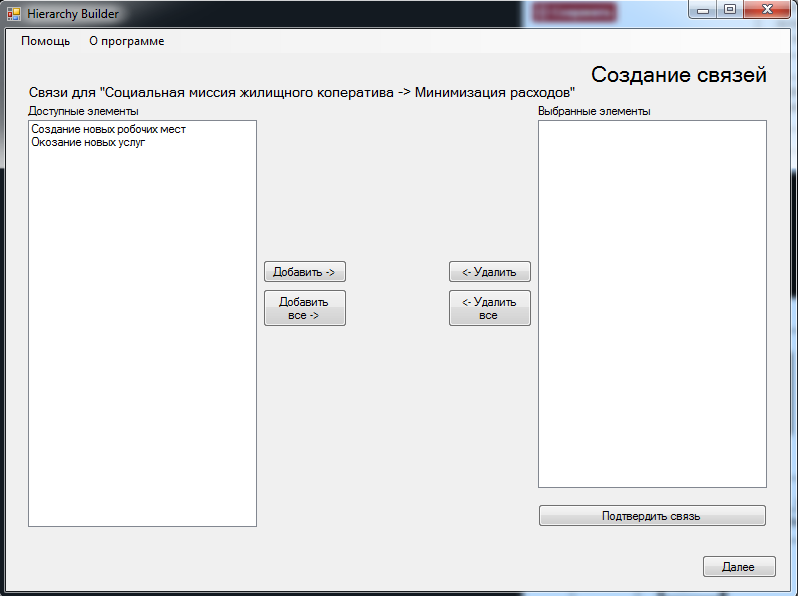 Hierarchy Builder
Помощь О программе
Создание связей
Связи для "Социальная миссия жилищного коператива -> Минимизация расходов"
Доступные элементы
Выбранные элементы
Создание новых робочих мест
Окозание новых услуг
Добавить ->
<- Удалить
Добавить
все ->
<- Удалить
все
Подтвердить связь
Далее